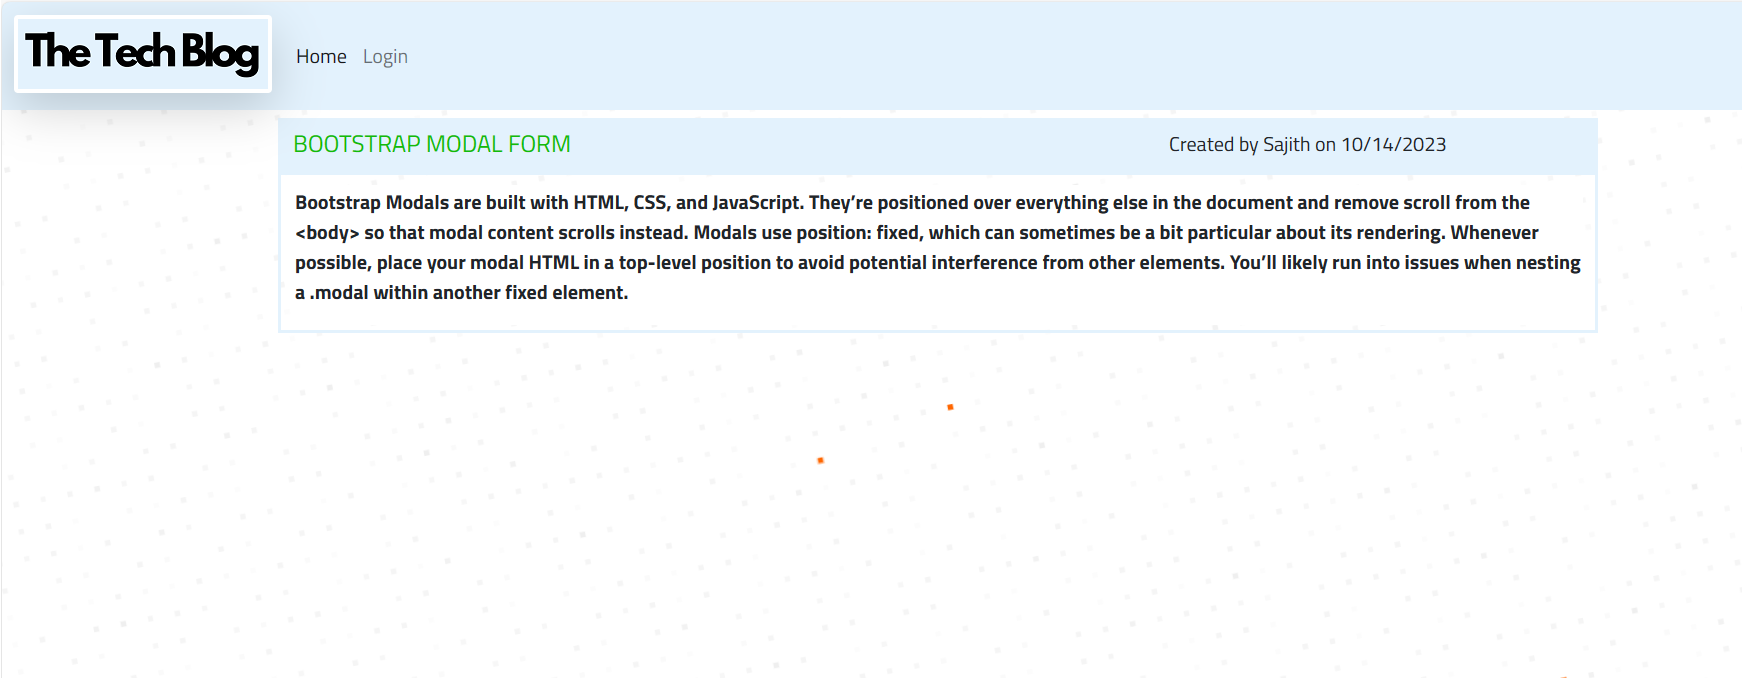 The Tech Blog
Home Login
BOOTSTRAP MODAL FORM
Created by Sajith on 10/14/2023
Bootstrap Modals are built with HTML, CSS, and JavaScript. They’re positioned over everything else in the document and remove scroll from the
<body> so that modal content scrolls instead. Modals use position: fixed, which can sometimes be a bit particular about its rendering. Whenever
possible, place your modal HTML in a top-level position to avoid potential interference from other elements. You’ll likely run into issues when nesting
a .modal within another fixed element.